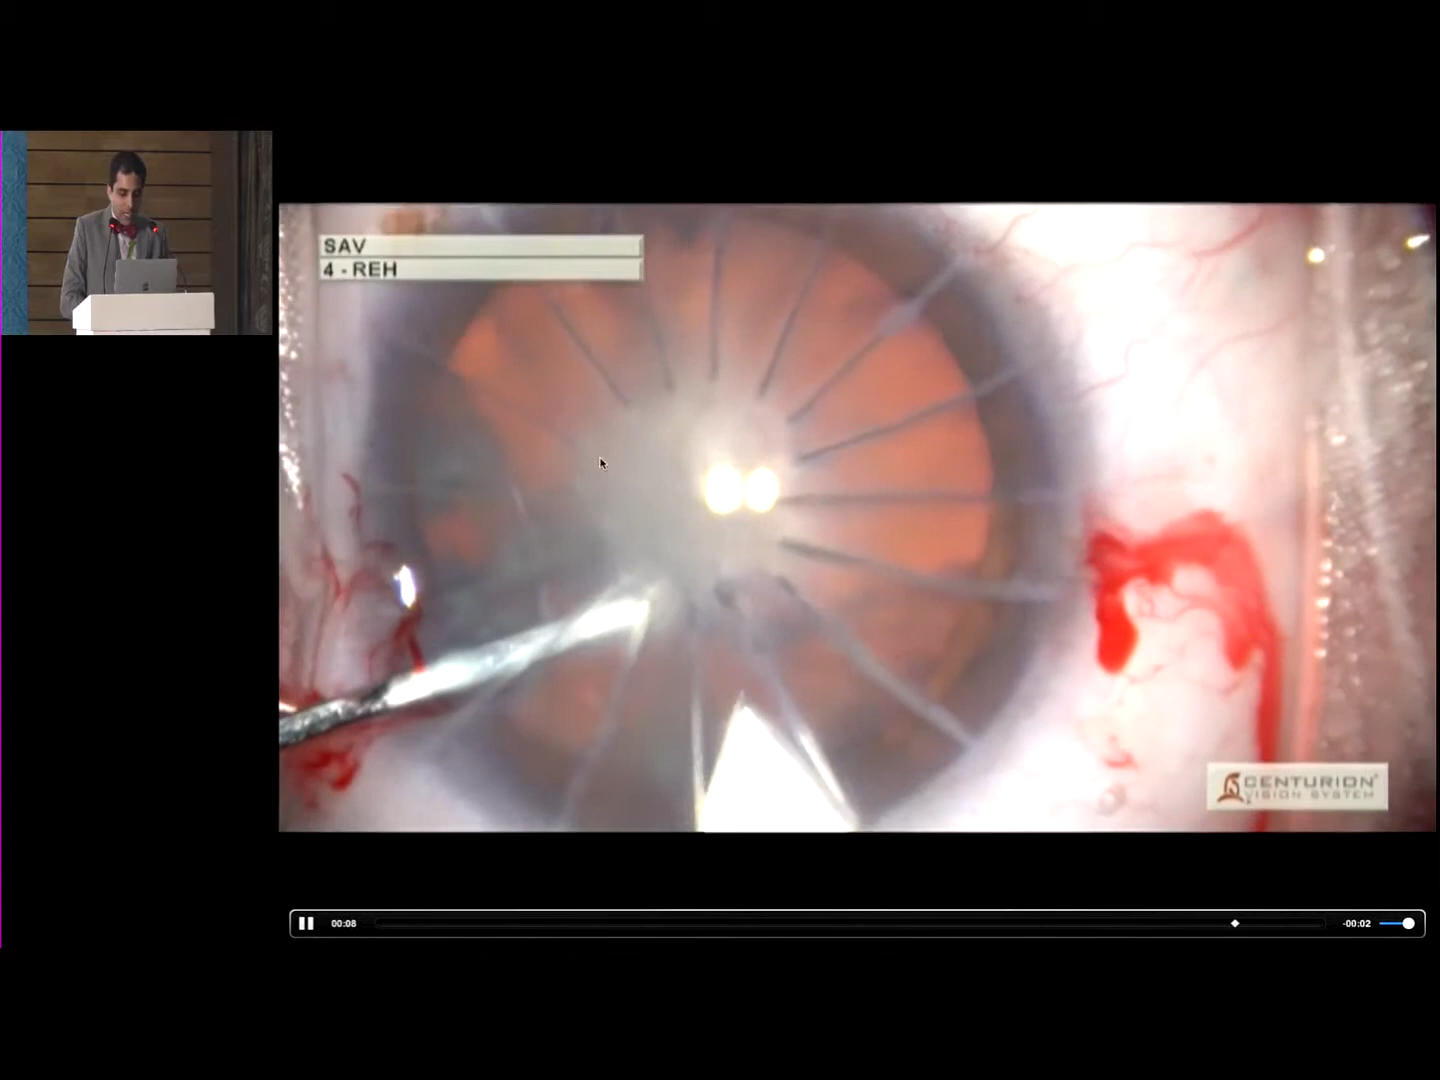 SAV
4 - REH
CENTURION
VISION SYSTEM
00:08
-00:02